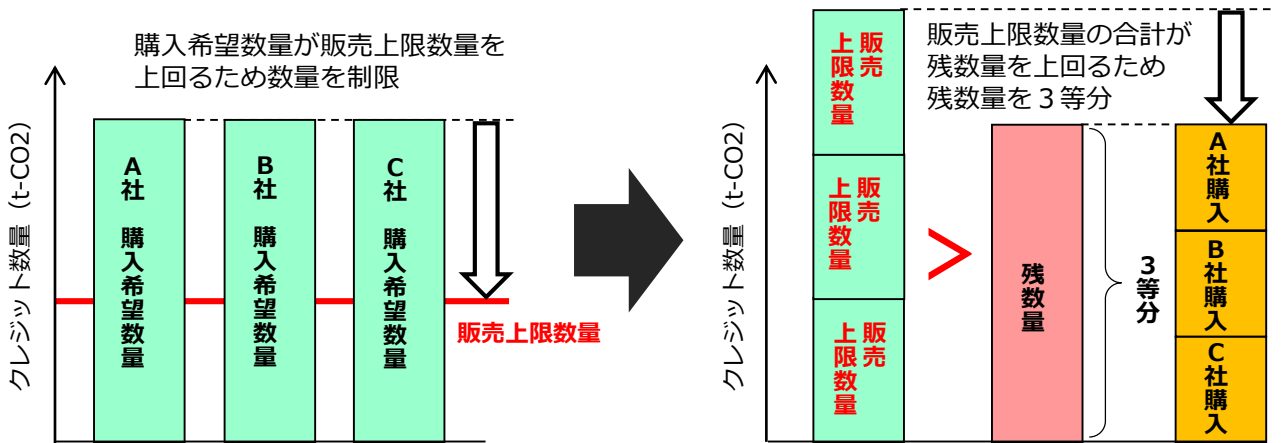 購入希望数量が販売上限数量を
上回るため数量を制限
クレジット数量（t-CO2）
A社 購入希望数量
B社 購入希望数量
C社 購入希望数量
販売上限数量
クレジット数量（t-CO2）
販売
上限数量
販売
上限数量
販売
上限数量
>
販売上限数量の合計が
残数量を上回るため
残数量を３等分
残数量
3等分
A社購入
B社購入
C社購入